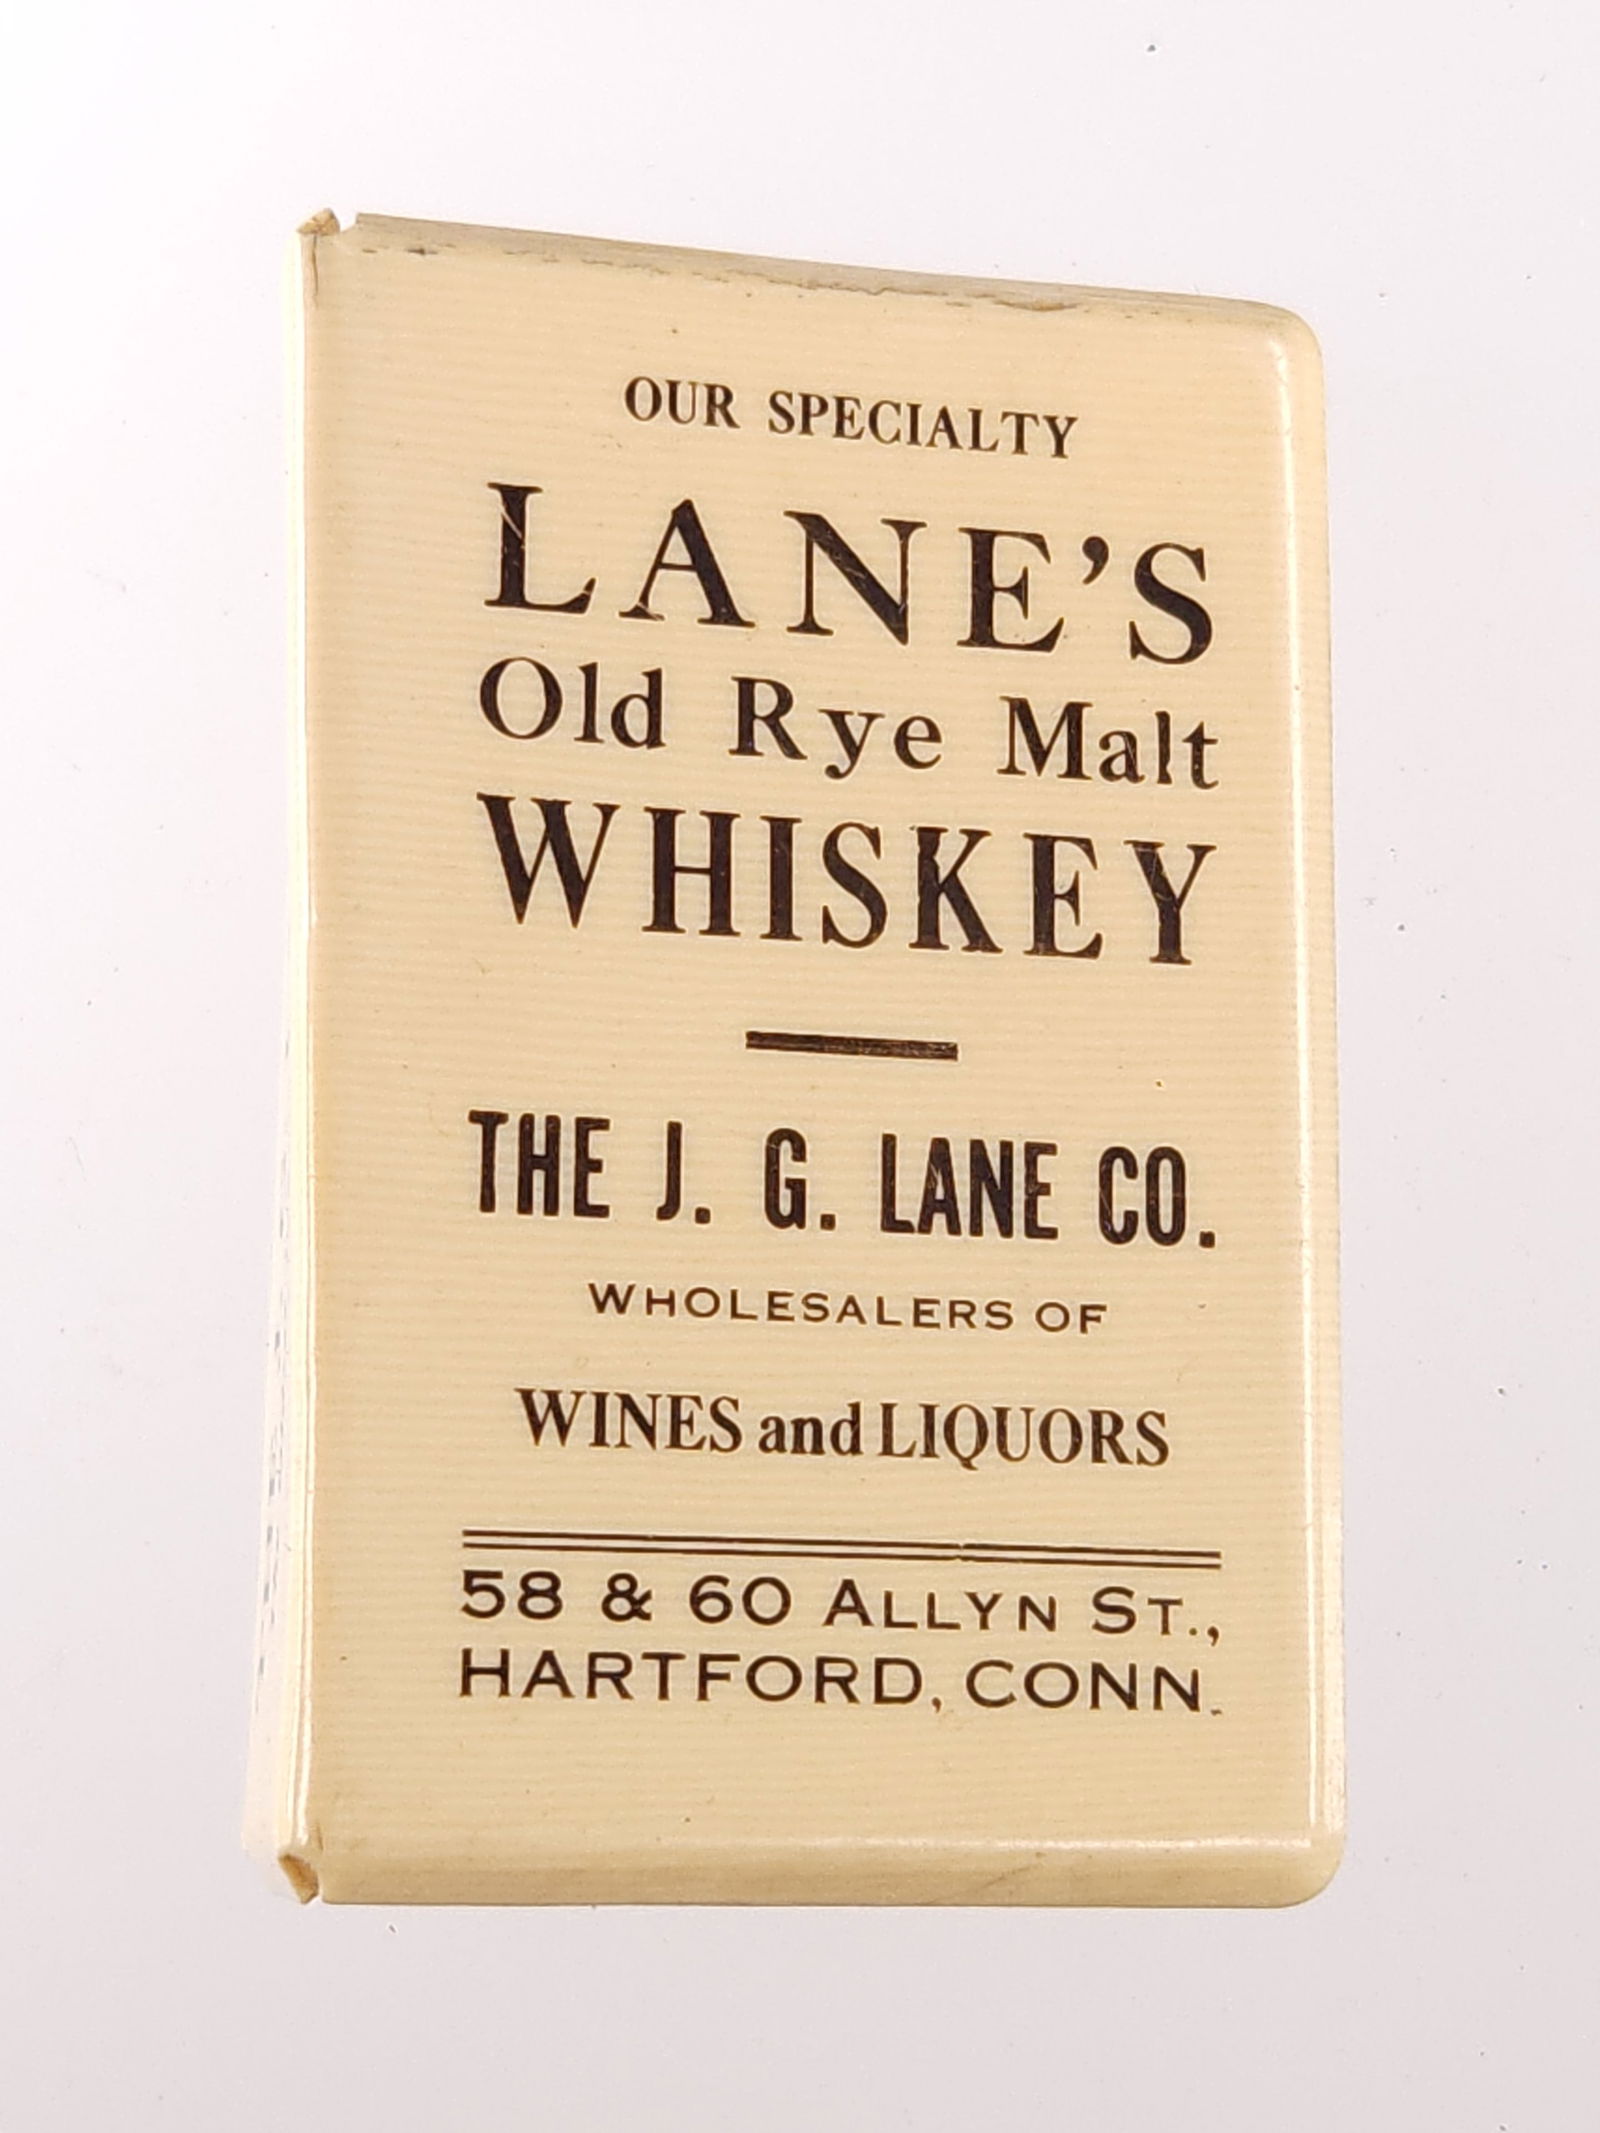 OUR SPECIALTY
LANE'S
Old Rye Malt
WHISKEY
THE J. G. LANE CO.
WHOLESALERS OF
WINES and LIQUORS
58 & 60 ALLYN ST.,
HARTFORD, CONN.